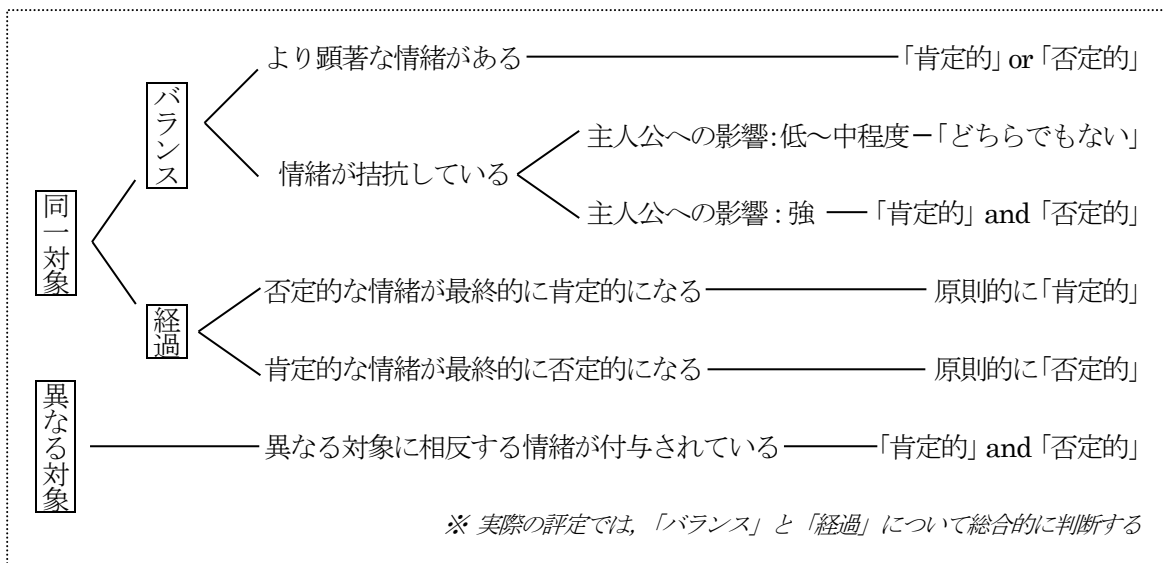 同一対象
バランス
より顕著な情緒がある 「肯定的」 or 「否定的」
情緒が拮抗している
主人公への影響:低~中程度-「どちらでもない」
主人公への影響:強 「肯定的」 and 「否定的」
経過
否定的な情緒が最終的に肯定的になる 原則的に「肯定的」
肯定的な情緒が最終的に否定的になる 原則的に「否定的」
異なる対象
異なる対象に相反する情緒が付与されている 「肯定的」 and 「否定的」
※ 実際の評定では,「バランス」と「経過」について総合的に判断する